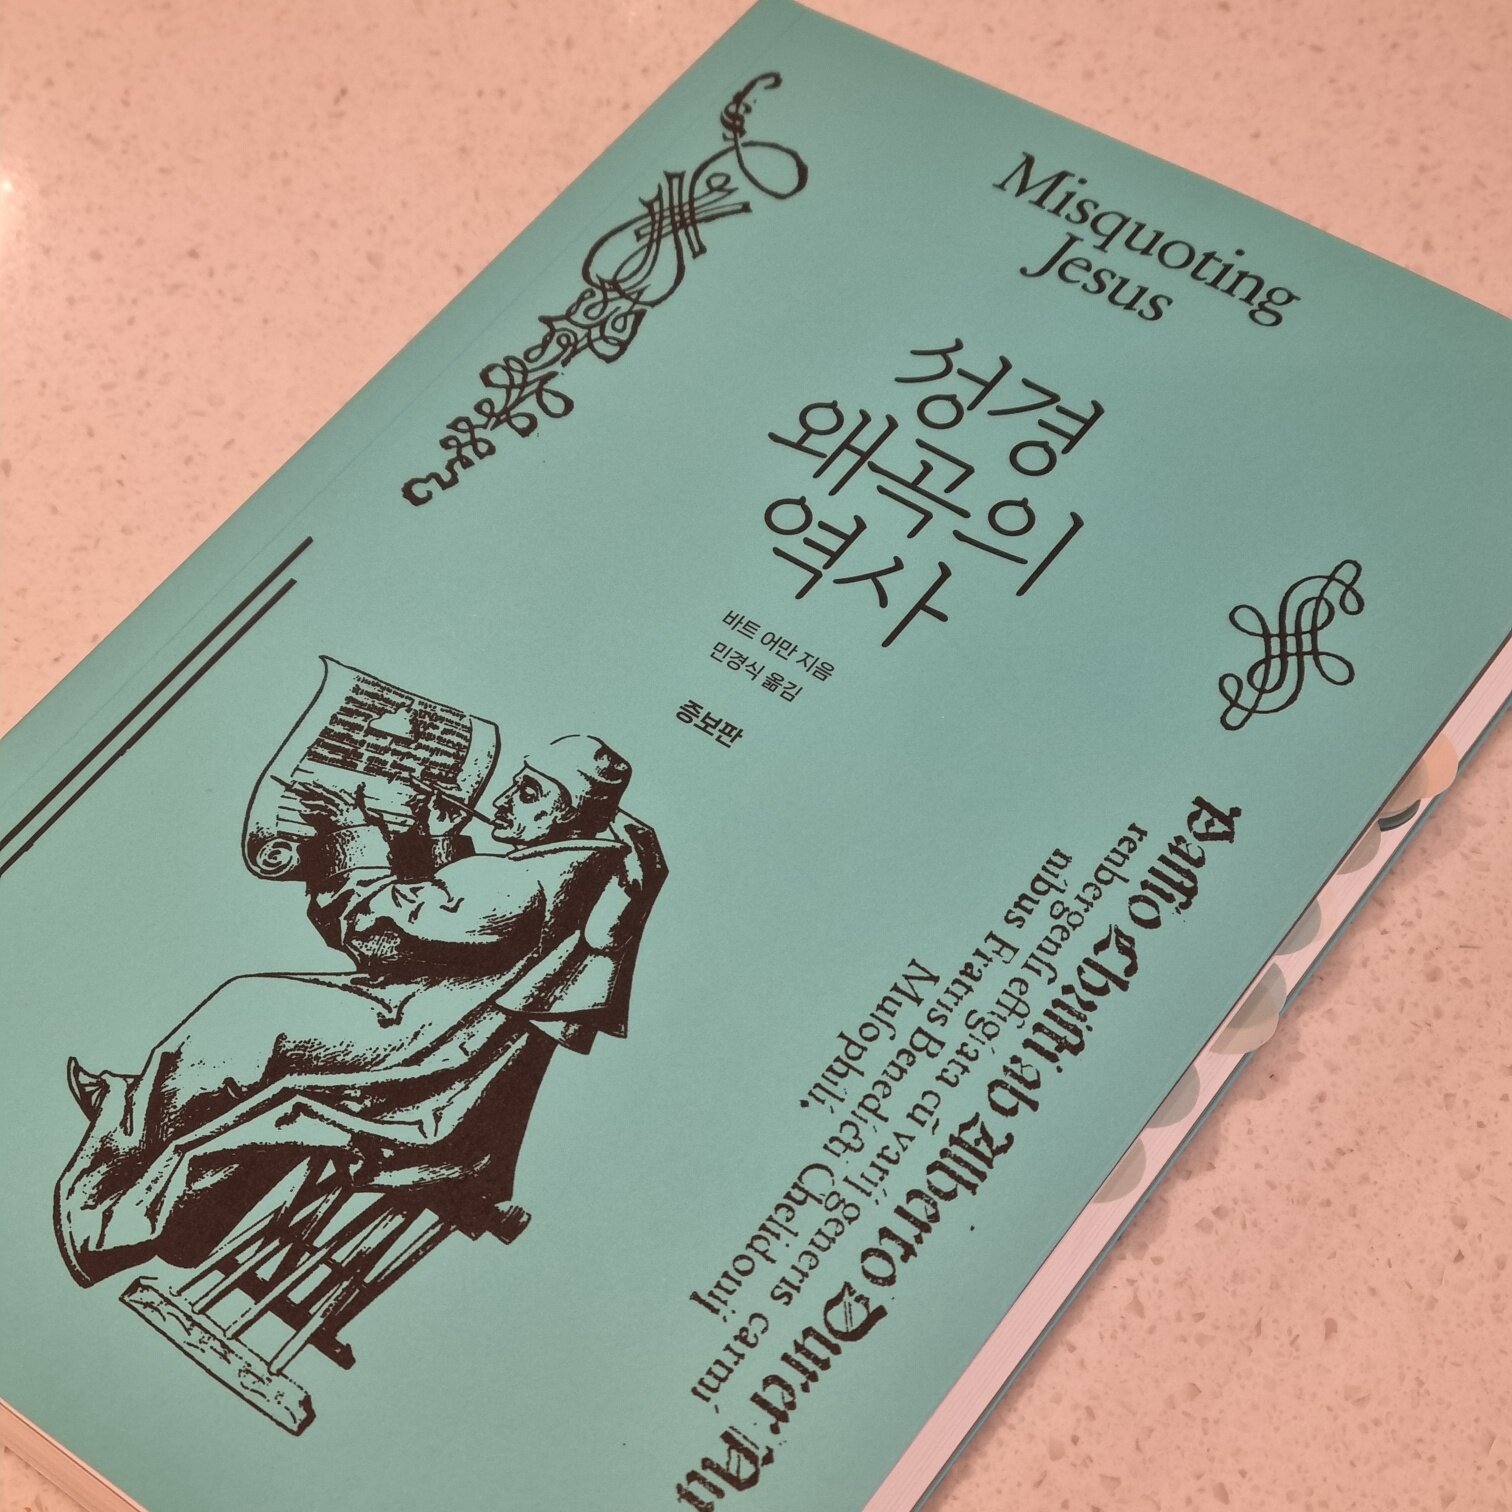 Misquoting
Jesus
성경
왜곡의
역사
바트 어만 지음
민경식 옮김
증보판
Passio Christi ab Alberto Durer Nu
renbergensi effigiata cū varij generis carmi
nibus Fratris Benedicti Chelidonij
Musophili.